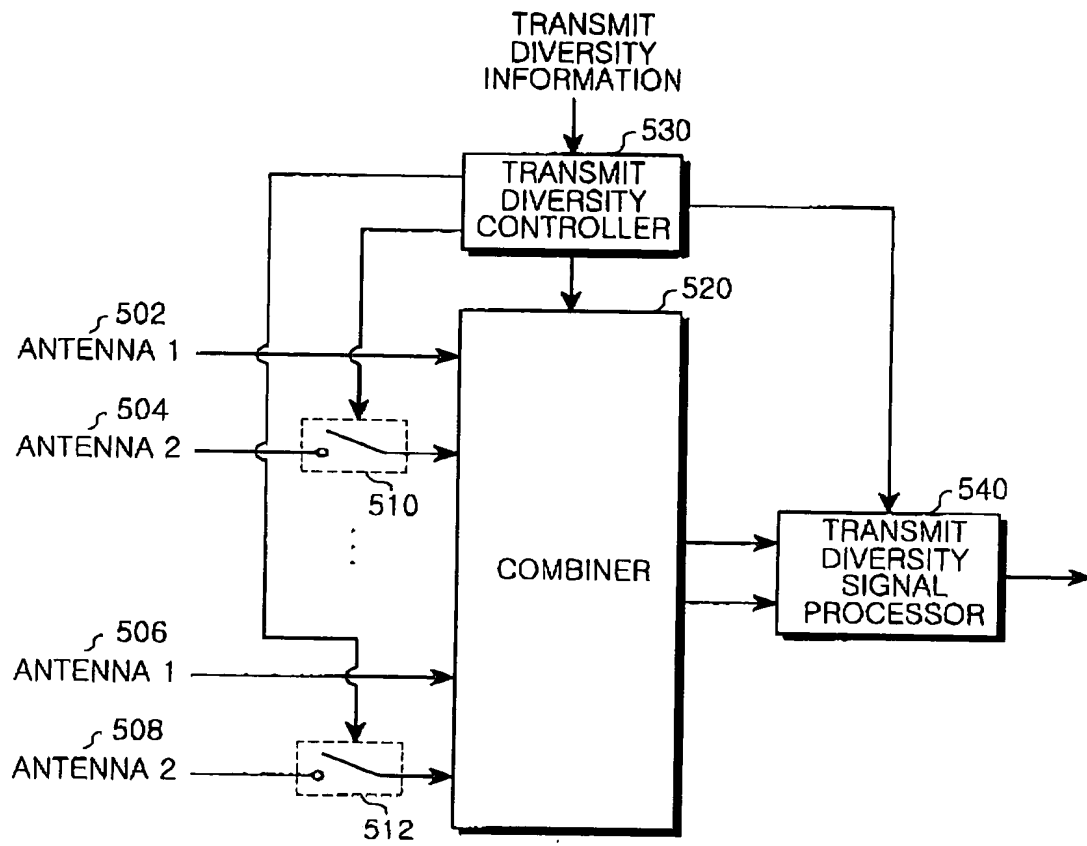 TRANSMIT
DIVERSITY
INFORMATION
530
TRANSMIT
DIVERSITY
CONTROLLER
520
502
ANTENNA 1
504
ANTENNA 2
510
COMBINER
540
TRANSMIT
DIVERSITY
SIGNAL
PROCESSOR
506
ANTENNA 1
508
ANTENNA 2
512